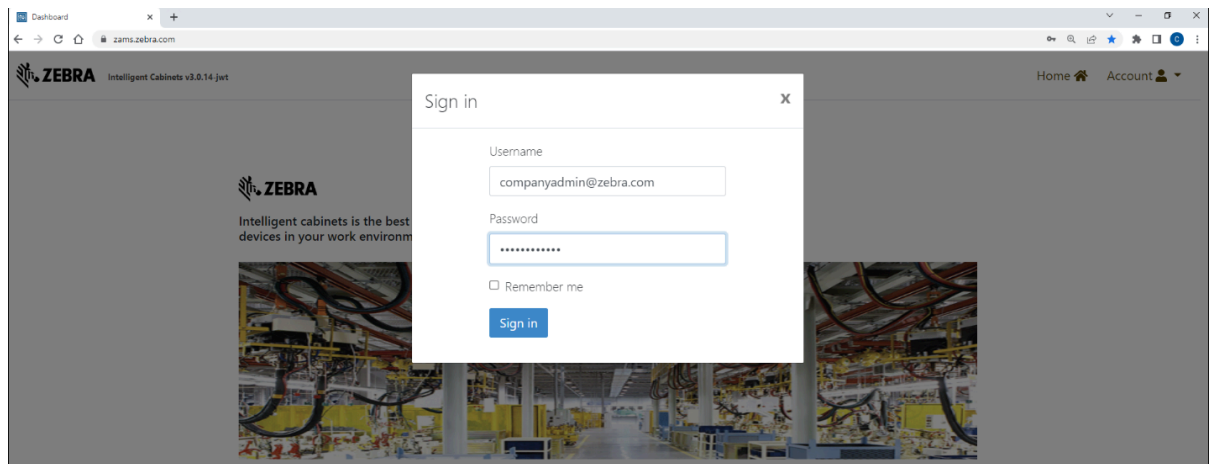 Dashboard
zams.zebra.com
ZEBRA Intelligent Cabinets v3.0.14-jwt
Home Account
Sign in x
Username
companyadmin@zebra.com
Password
••••••••••••
Remember me
Sign in
ZEBRA
Intelligent cabinets is the best
devices in your work environm